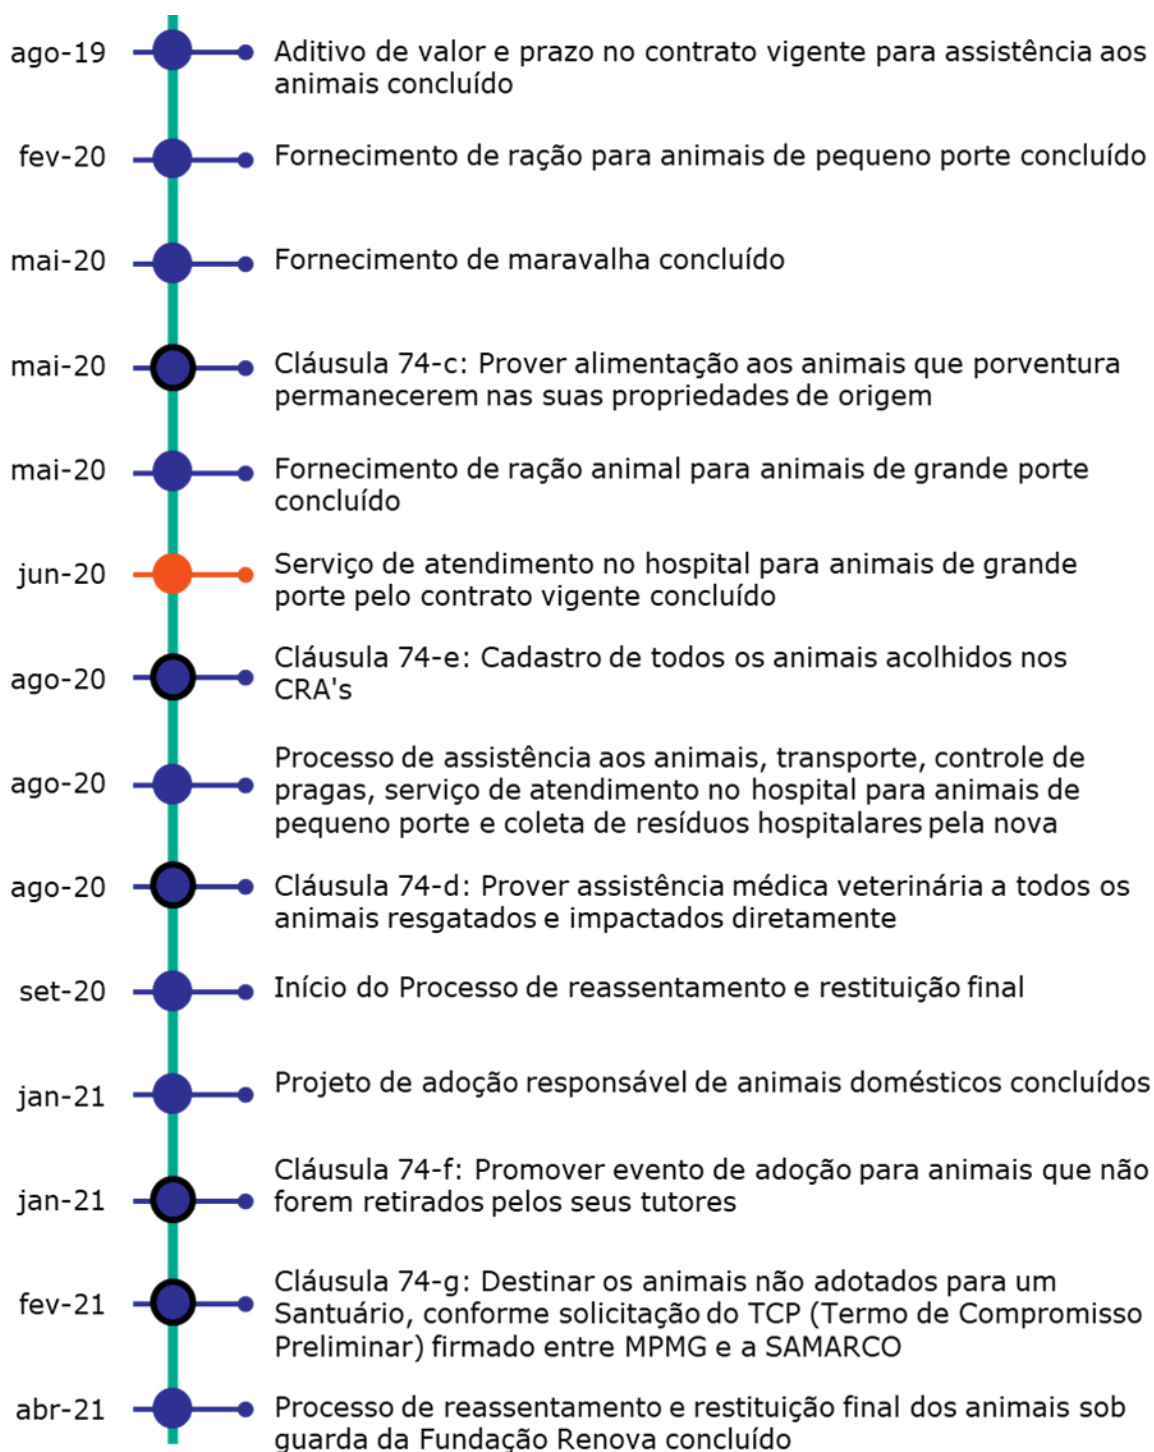 ago-19
Aditivo de valor e prazo no contrato vigente para assistência aos
animais concluído
fev-20
Fornecimento de ração para animais de pequeno porte concluído
mai-20
Fornecimento de maravalha concluído
mai-20
Cláusula 74-c: Prover alimentação aos animais que porventura
permanecerem nas suas propriedades de origem
mai-20
Fornecimento de ração animal para animais de grande porte
concluído
jun-20
Serviço de atendimento no hospital para animais de grande
porte pelo contrato vigente concluído
ago-20
Cláusula 74-e: Cadastro de todos os animais acolhidos nos
CRA's
ago-20
Processo de assistência aos animais, transporte, controle de
pragas, serviço de atendimento no hospital para animais de
pequeno porte e coleta de resíduos hospitalares pela nova
ago-20
Cláusula 74-d: Prover assistência médica veterinária a todos os
animais resgatados e impactados diretamente
set-20
Início do Processo de reassentamento e restituição final
jan-21
Projeto de adoção responsável de animais domésticos concluídos
jan-21
Cláusula 74-f: Promover evento de adoção para animais que não
forem retirados pelos seus tutores
fev-21
Cláusula 74-g: Destinar os animais não adotados para um
Santuário, conforme solicitação do TCP (Termo de Compromisso
Preliminar) firmado entre MPMG e a SAMARCO
abr-21
Processo de reassentamento e restituição final dos animais sob
guarda da Fundação Renova concluído